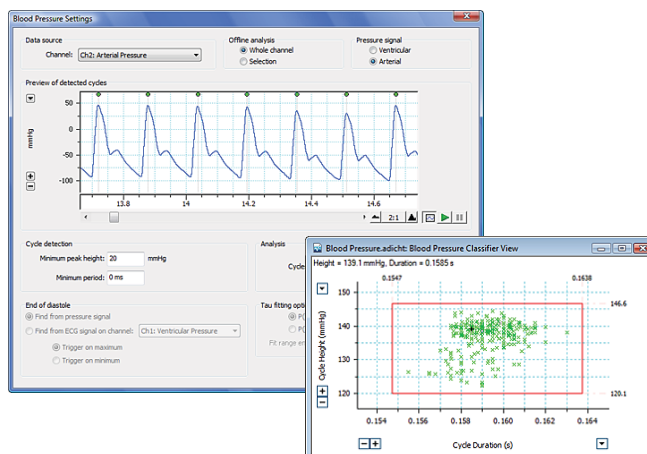 Blood Pressure Settings
Data source
Channel: Ch2: Arterial Pressure
Offline analysis
Whole channel
Selection
Pressure signal
Ventricular
Arterial
Preview of detected cycles
mmHg
50
0
-50
-100
13.8 14 14.2 14.4 14.6
2:1
Cycle detection
Minimum peak height: 20 mmHg
Minimum period: 0 ms
Analysis
Cycle
End of diastole
Find from pressure signal
Find from ECG signal on channel: Ch1: Ventricular Pressure
Trigger on maximum
Trigger on minimum
Tau fitting opti
Fit range en
Blood Pressure.adicht: Blood Pressure Classifier View
Height = 139.1 mmHg, Duration = 0.1585 s
0.1547 0.1638
Cycle Height (mmHg)
150
140
130
120
146.6
120.1
0.154 0.156 0.158 0.160 0.162 0.164
Cycle Duration (s)